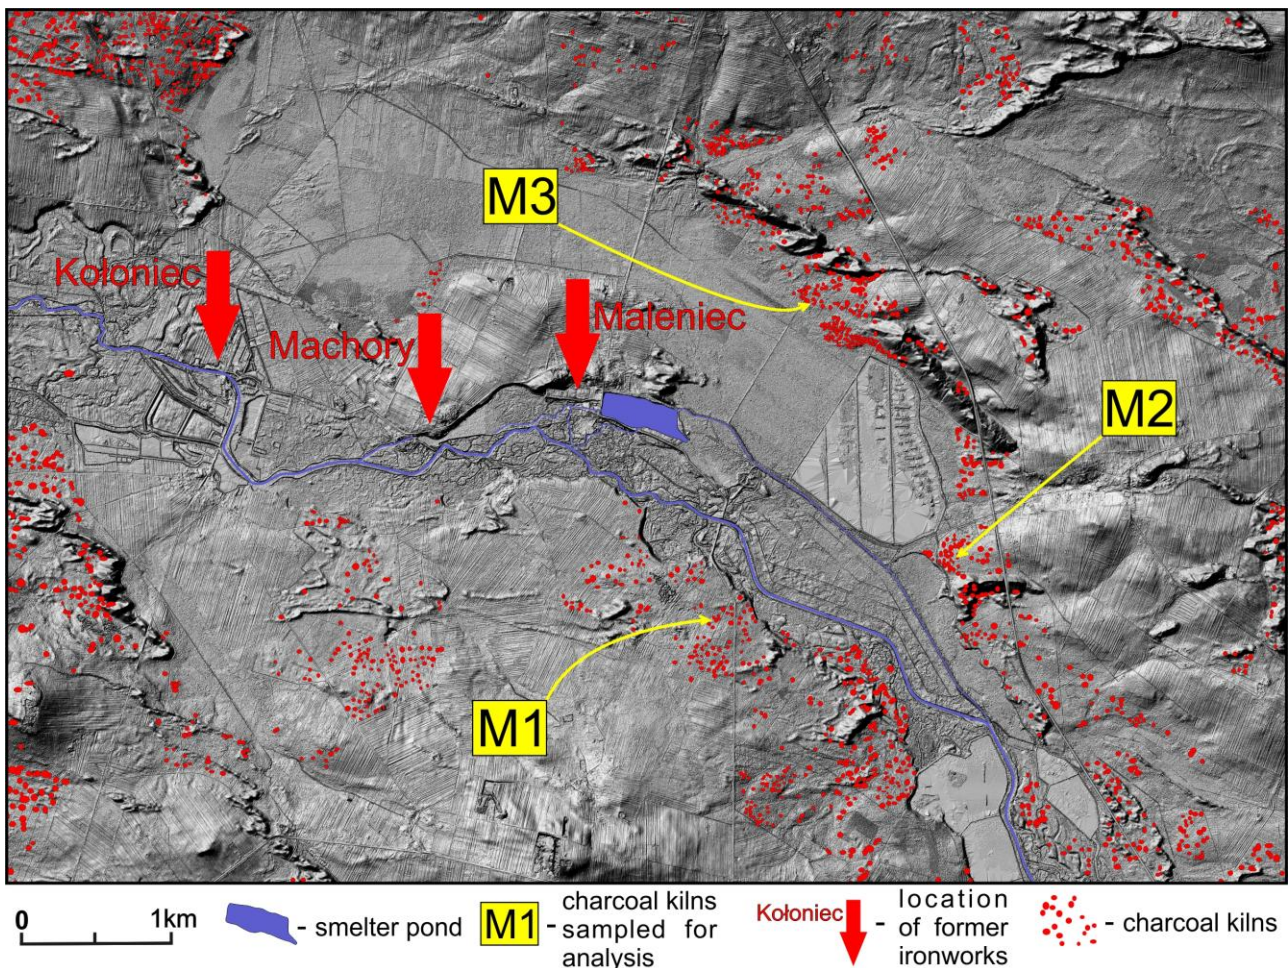 M3
Kołoniec
Machory
Maleniec
M2
M1
0 1km
- smelter pond
M1 - charcoal kilns
sampled for
analysis
Kołoniec - location
of former
ironworks
- charcoal kilns